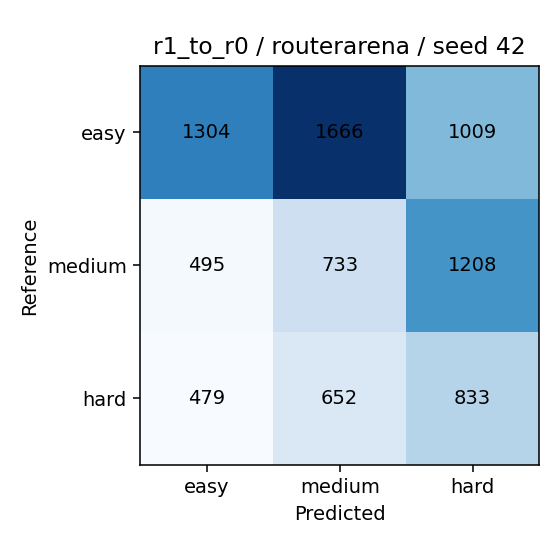 r1_to_r0 / routerarena / seed 42
easy 1304 1666 1009
medium 495 733 1208
hard 479 652 833
Reference
easy medium hard
Predicted